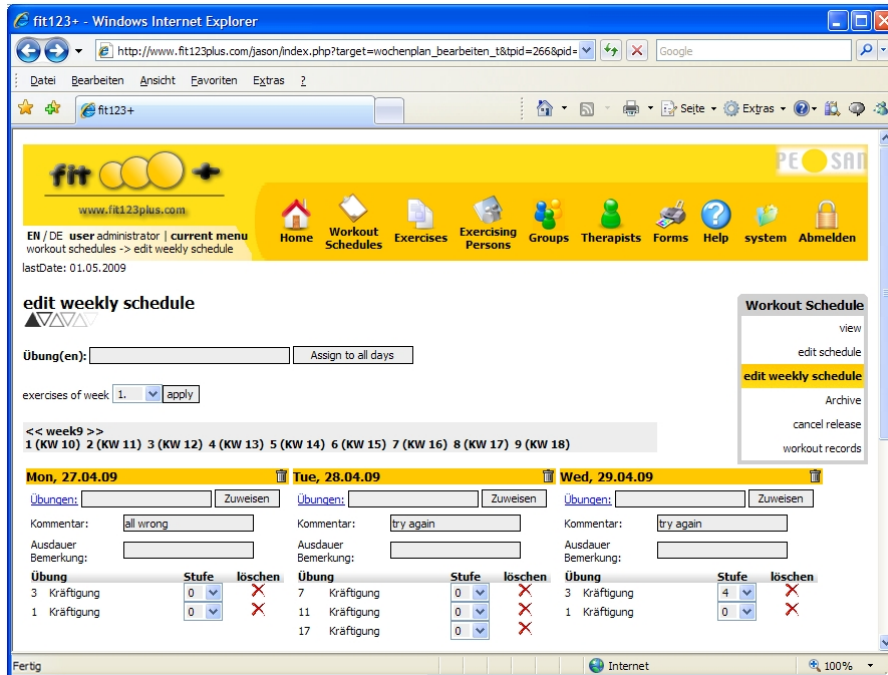 fit123+ - Windows Internet Explorer
http://www.fit123plus.com/jason/index.php?target=wochenplan_bearbeiten_t&tpid=266&pid=
Google
Datei Bearbeiten Ansicht Favoriten Extras ?
fit123+
Seite Extras
fit +
PE SAN
www.fit123plus.com
Home Workout Schedules Exercises Exercising Persons Groups Therapists Forms Help system Abmelden
EN / DE user administrator | current menu
workout schedules -> edit weekly schedule
lastDate: 01.05.2009
edit weekly schedule
Übung(en): Assign to all days
exercises of week 1. apply
<< week9 >>
1 (KW 10) 2 (KW 11) 3 (KW 12) 4 (KW 13) 5 (KW 14) 6 (KW 15) 7 (KW 16) 8 (KW 17) 9 (KW 18)
Workout Schedule
view
edit schedule
edit weekly schedule
Archive
cancel release
workout records
Mon, 27.04.09 Tue, 28.04.09 Wed, 29.04.09
Übungen: Zuweisen Übungen: Zuweisen Übungen: Zuweisen
Kommentar: all wrong Kommentar: try again Kommentar: try again
Ausdauer Ausdauer Ausdauer
Bemerkung: Bemerkung: Bemerkung:
Übung Stufe löschen Übung Stufe löschen Übung Stufe löschen
3 Kräftigung 0 7 Kräftigung 0 3 Kräftigung 4
1 Kräftigung 0 11 Kräftigung 0 1 Kräftigung 0
17 Kräftigung 0
Fertig Internet 100%